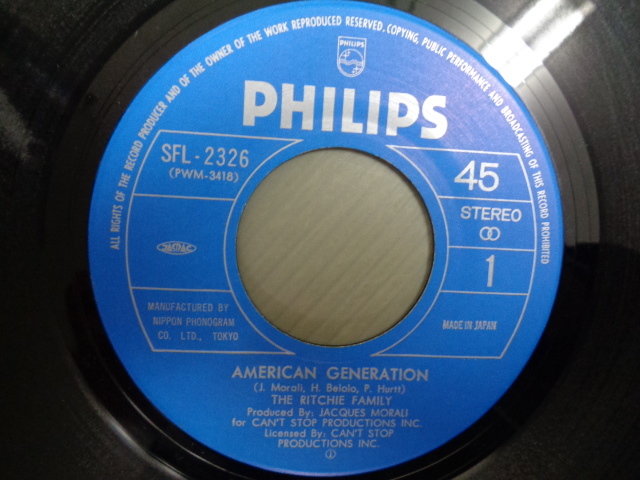 ALL RIGHTS OF THE RECORD PRODUCER AND OF THE OWNER OF THE WORK REPRODUCED RESERVED. COPYING, PUBLIC PERFORMANCE AND BROADCASTING OF THIS RECORD PROHIBITED
PHILIPS
PHILIPS
SFL-2326
(PWM-3418)
45
STEREO
1
MANUFACTURED BY
NIPPON PHONOGRAM
CO. LTD., TOKYO
MADE IN JAPAN
AMERICAN GENERATION
(J. Morali, H. Belolo, P. Hurtt)
THE RITCHIE FAMILY
Produced By: JACQUES MORALI
for CAN'T STOP PRODUCTIONS INC.
Licensed By: CAN'T STOP
PRODUCTIONS INC.